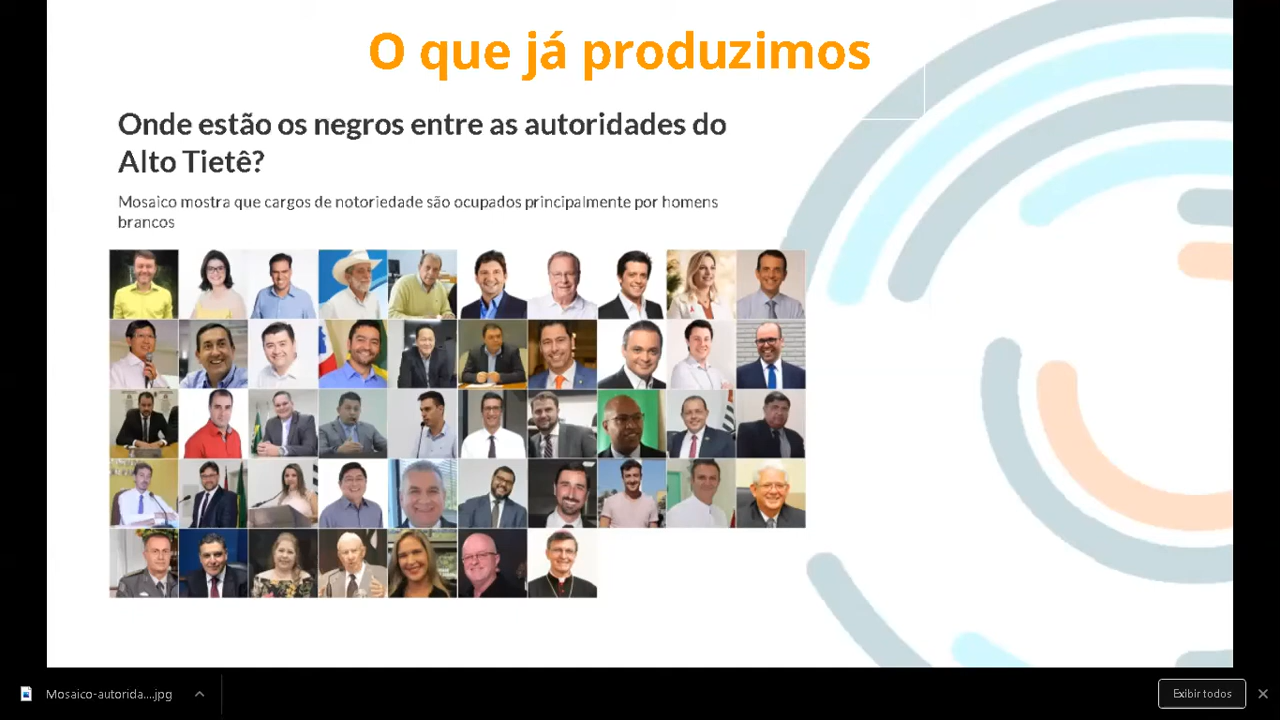 O que já produzimos
Onde estão os negros entre as autoridades do
Alto Tietê?
Mosaico mostra que cargos de notoriedade são ocupados principalmente por homens
brancos
Mosaico-autorida....jpg
Exibir todos